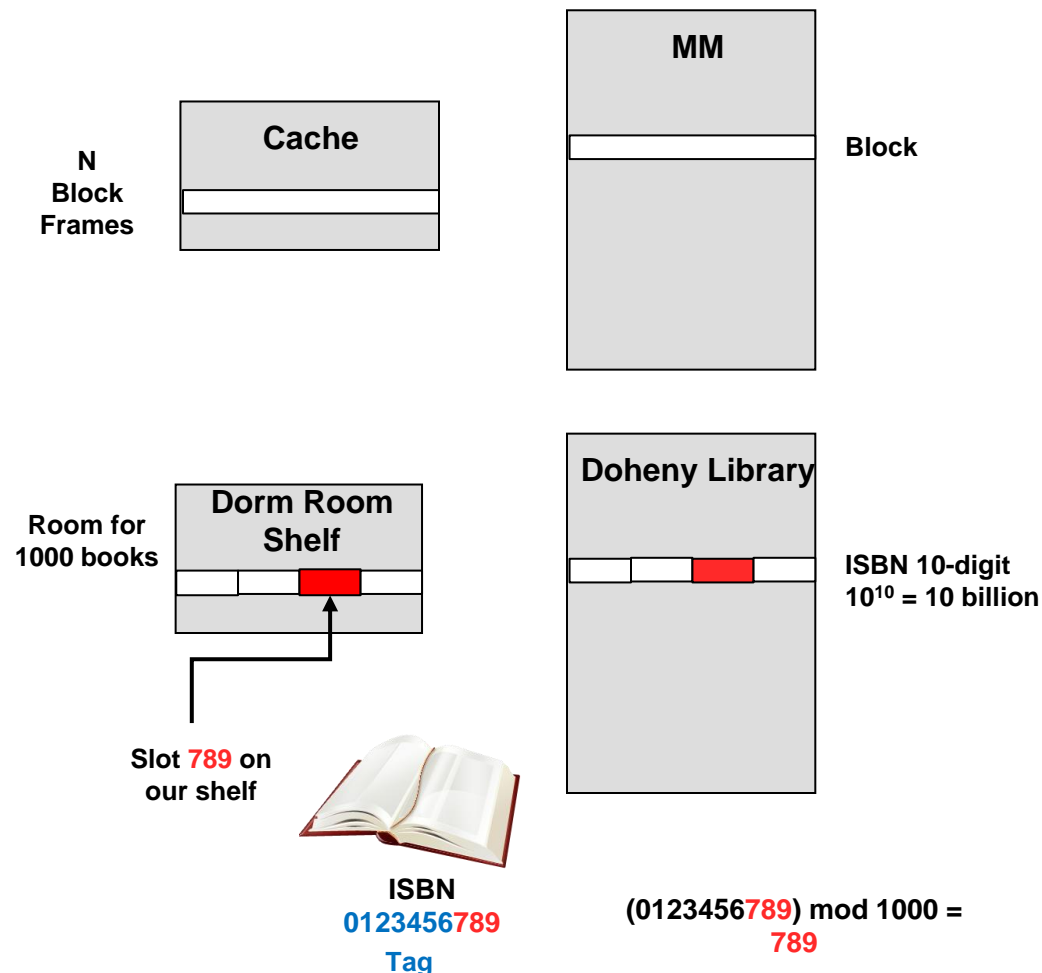 MM
Cache
N
Block
Frames
Block
Doheny Library
Dorm Room
Shelf
Room for
1000 books
ISBN 10-digit
10¹⁰ = 10 billion
Slot 789 on
our shelf
ISBN
0123456789
Tag
(0123456789) mod 1000 =
789